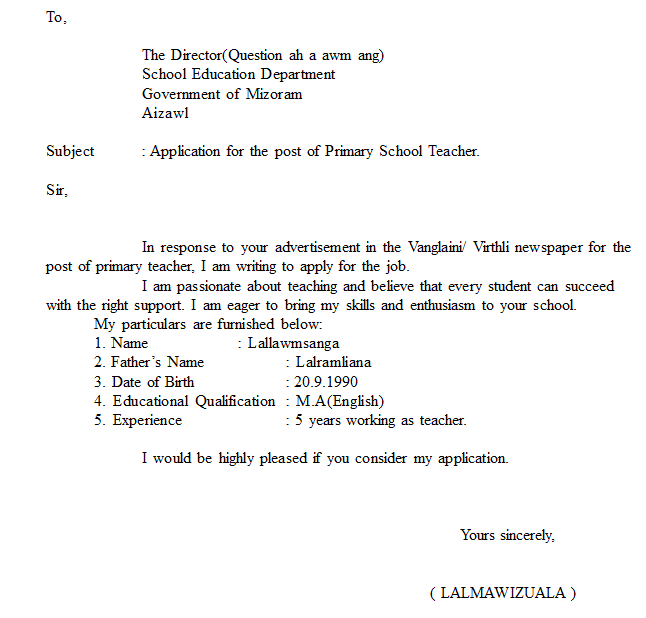 To,
The Director(Question ah a awm ang)
School Education Department
Government of Mizoram
Aizawl
Subject : Application for the post of Primary School Teacher.
Sir,
In response to your advertisement in the Vanglaini/ Virthli newspaper for the
post of primary teacher, I am writing to apply for the job.
I am passionate about teaching and believe that every student can succeed
with the right support. I am eager to bring my skills and enthusiasm to your school.
My particulars are furnished below:
1. Name : Lallawmsanga
2. Father’s Name : Lalramliana
3. Date of Birth : 20.9.1990
4. Educational Qualification : M.A(English)
5. Experience : 5 years working as teacher.
I would be highly pleased if you consider my application.
Yours sincerely,
( LALMAWIZUALA )